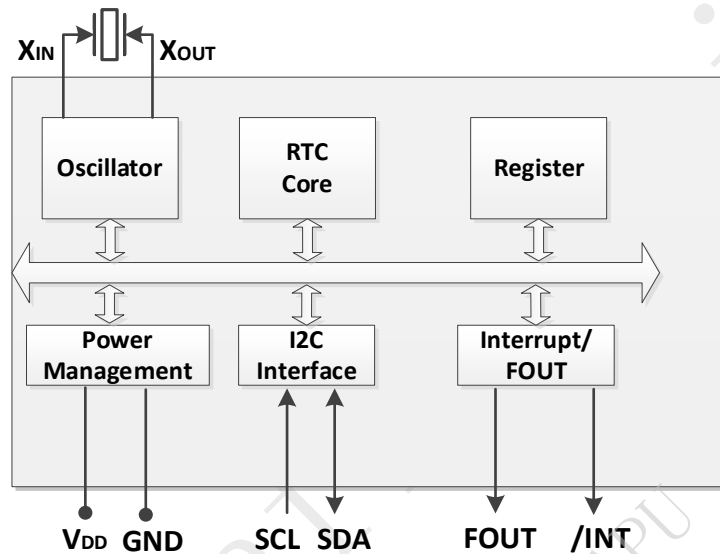 XIN XOUT
Oscillator
RTC
Core
Register
Power
Management
I2C
Interface
Interrupt/
FOUT
VDD GND SCL SDA FOUT /INT